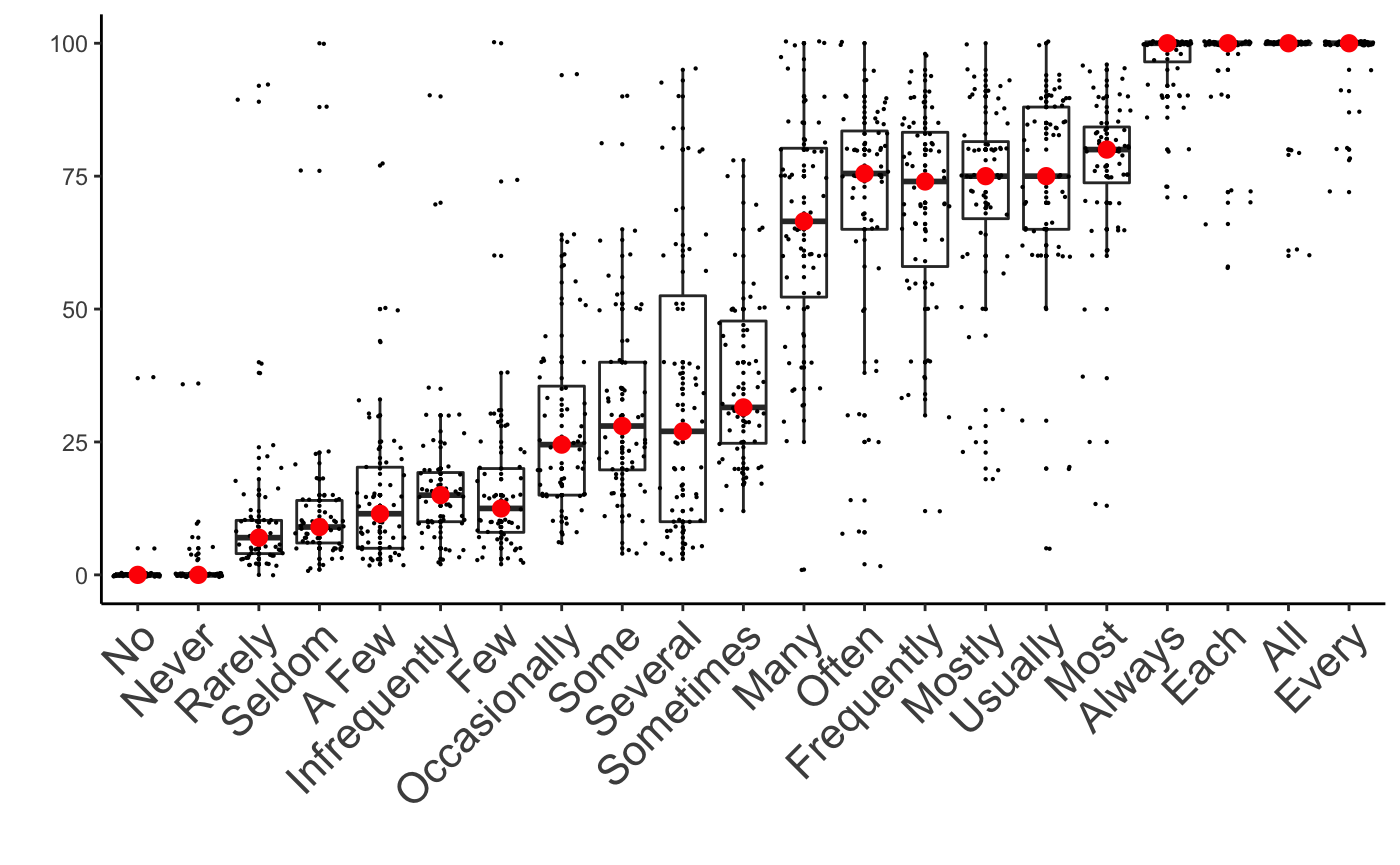 100
75
50
25
0
No
Never
Rarely
Seldom
A Few
Infrequently
Few
Occasionally
Some
Several
Sometimes
Many
Often
Frequently
Mostly
Usually
Most
Always
Each
All
Every